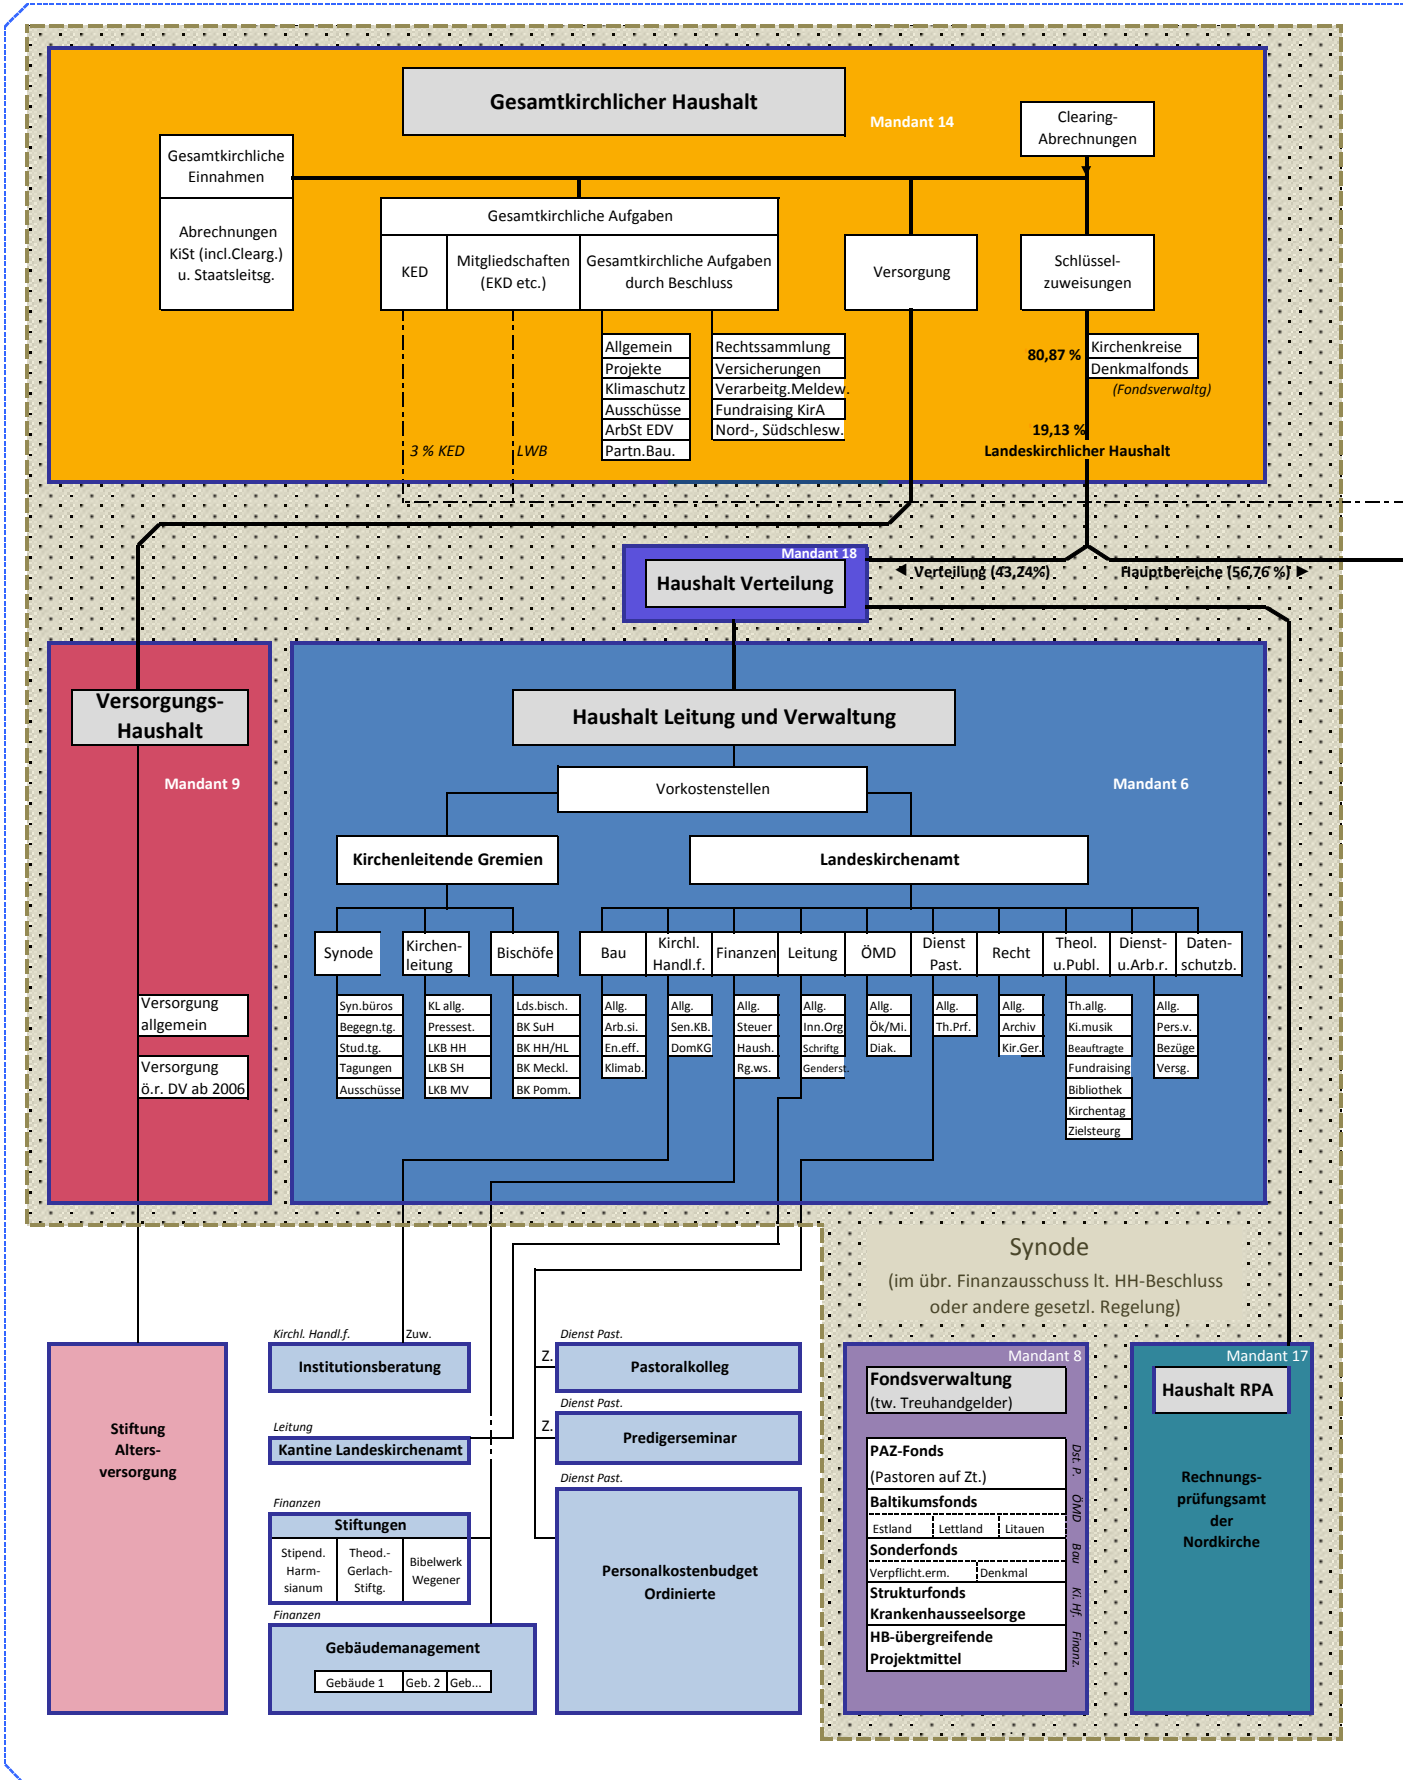 Gesamtkirchlicher Haushalt
Mandant 14
Clearing-
Abrechnungen
Gesamtkirchliche
Einnahmen
Abrechnungen
KiSt (incl.Clearg.)
u. Staatsleitsg.
Gesamtkirchliche Aufgaben
KED
Mitgliedschaften
(EKD etc.)
Gesamtkirchliche Aufgaben
durch Beschluss
Versorgung
Schlüssel-
zuweisungen
Allgemein
Projekte
Klimaschutz
Ausschüsse
ArbSt EDV
Partn.Bau.
Rechtssammlung
Versicherungen
Verarbeitg.Meldew.
Fundraising KirA
Nord-, Südschlesw.
80,87 %
Kirchenkreise
Denkmalfonds
(Fondsverwaltg)
19,13 %
Landeskirchlicher Haushalt
3 % KED
LWB
Mandant 18
Haushalt Verteilung
◄ Verteilung (43,24%)
Hauptbereiche (56,76 %) ►
Versorgungs-
Haushalt
Mandant 9
Versorgung
allgemein
Versorgung
ö.r. DV ab 2006
Haushalt Leitung und Verwaltung
Mandant 6
Vorkostenstellen
Kirchenleitende Gremien
Landeskirchenamt
Synode
Kirchen-
leitung
Bischöfe
Bau
Kirchl.
Handl.f.
Finanzen
Leitung
ÖMD
Dienst
Past.
Recht
Theol.
u.Publ.
Dienst-
u.Arb.r.
Daten-
schutzb.
Syn.büros
Begegn.tg.
Stud.tg.
Tagungen
Ausschüsse
KL allg.
Pressest.
LKB HH
LKB SH
LKB MV
Lds.bisch.
BK SuH
BK HH/HL
BK Meckl.
BK Pomm.
Allg.
Arb.si.
En.eff.
Klimab.
Allg.
Sen.KB.
DomKG
Allg.
Steuer
Haush.
Rg.ws.
Allg.
Inn.Org
Schriftg
Genderst.
Allg.
Ök/Mi.
Diak.
Allg.
Th.Prf.
Allg.
Archiv
Kir.Ger.
Th.allg.
Ki.musik
Beauftragte
Fundraising
Bibliothek
Kirchentag
Zielsteurg
Allg.
Pers.v.
Bezüge
Versg.
Synode
(im übr. Finanzausschuss lt. HH-Beschluss
oder andere gesetzl. Regelung)
Stiftung
Alters-
versorgung
Kirchl. Handl.f.
Zuw.
Institutionsberatung
Leitung
Kantine Landeskirchenamt
Finanzen
Stiftungen
Stipend.
Harm-
sianum
Theod.-
Gerlach-
Stiftg.
Bibelwerk
Wegener
Finanzen
Gebäudemanagement
Gebäude 1
Geb. 2
Geb...
Dienst Past.
Z.
Pastoralkolleg
Dienst Past.
Z.
Predigerseminar
Dienst Past.
Personalkostenbudget
Ordinierte
Mandant 8
Fondsverwaltung
(tw. Treuhandgelder)
PAZ-Fonds
(Pastoren auf Zt.)
Dst. P.
Baltikumsfonds
Estland
Lettland
Litauen
ÖMD
Sonderfonds
Verpflicht.erm.
Denkmal
Bau
Strukturfonds
Krankenhausseelsorge
Ki. Hf.
HB-übergreifende
Projektmittel
Finanz.
Mandant 17
Haushalt RPA
Rechnungs-
prüfungsamt
der
Nordkirche